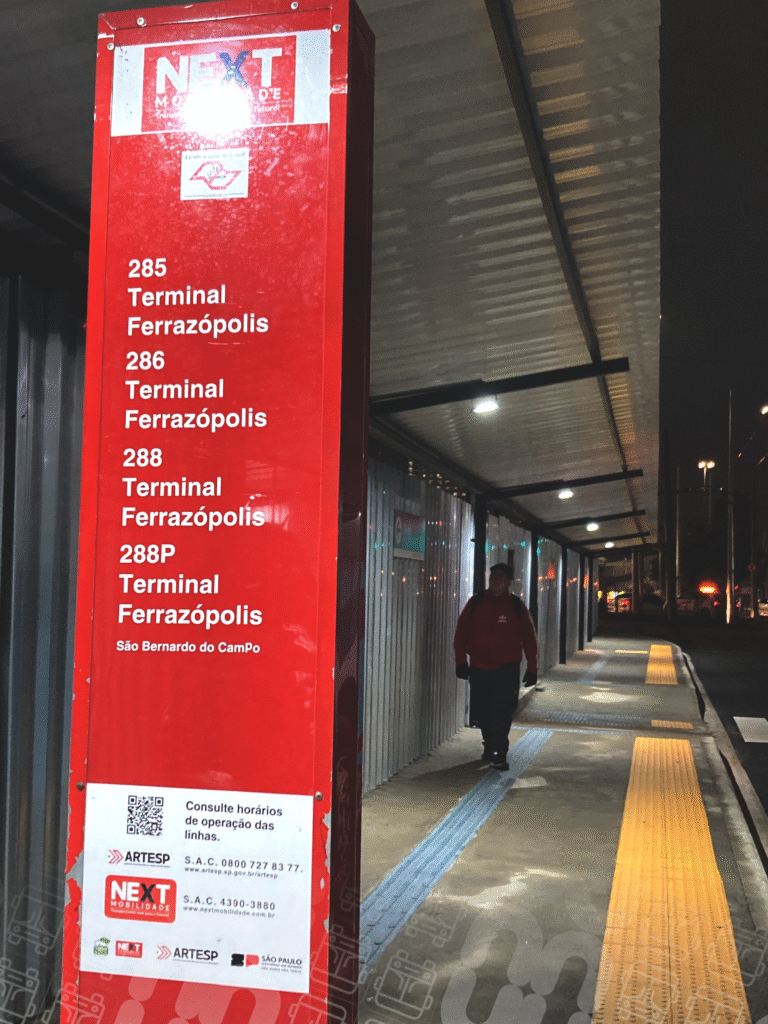 NEXT
285
Terminal
Ferrazópolis
286
Terminal
Ferrazópolis
288
Terminal
Ferrazópolis
288P
Terminal
Ferrazópolis
São Bernardo do CamPo
Consulte horários
de operação das
linhas.
ARTESP
S.A.C. 0800 727 83 77.
www.artesp.sp.gov.br/artesp
NEXT
MOBILIDADE
S.A.C. 4390-3880
www.nextmobilidade.com.br
NEXT
ARTESP
SP
SÃO PAULO